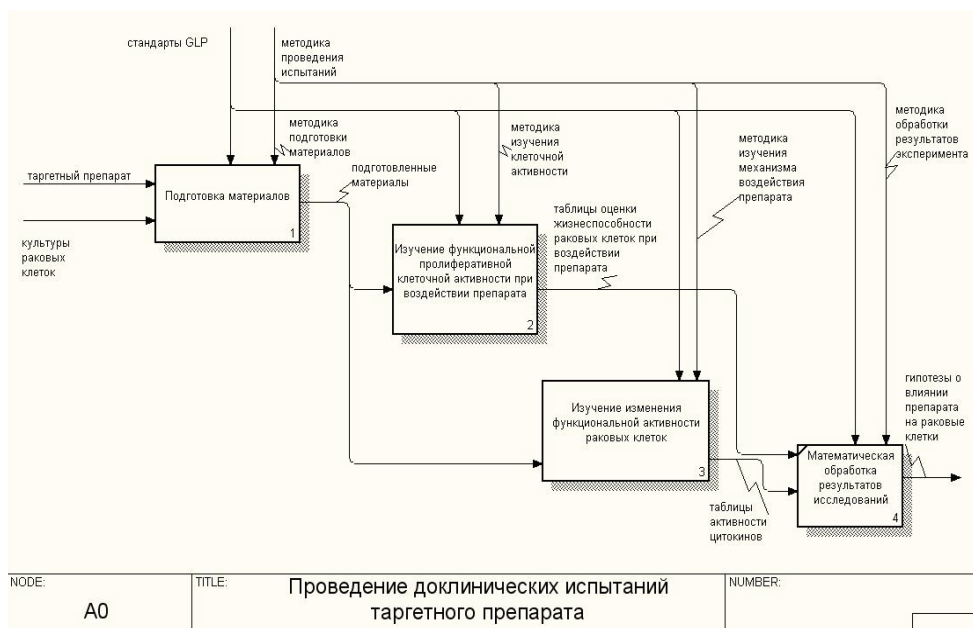 стандарты GLP
методика
проведения
испытаний
методика
подготовки
материалов
методика
изучения
клеточной
активности
методика
изучения
механизма
воздействия
препарата
методика
обработки
результатов
эксперимента
таргетный препарат
культуры
раковых
клеток
Подготовка материалов
1
подготовленные
материалы
Изучение функциональной
пролиферативной
клеточной активности при
воздействии препарата
2
таблицы оценки
жизнеспособности
раковых клеток при
воздействии
препарата
Изучение изменения
функциональной активности
раковых клеток
3
таблицы
активности
цитокинов
Математическая
обработка
результатов
исследований
4
гипотезы о
влиянии
препарата
на раковые
клетки
NODE:
A0
TITLE:
Проведение доклинических испытаний
таргетного препарата
NUMBER: